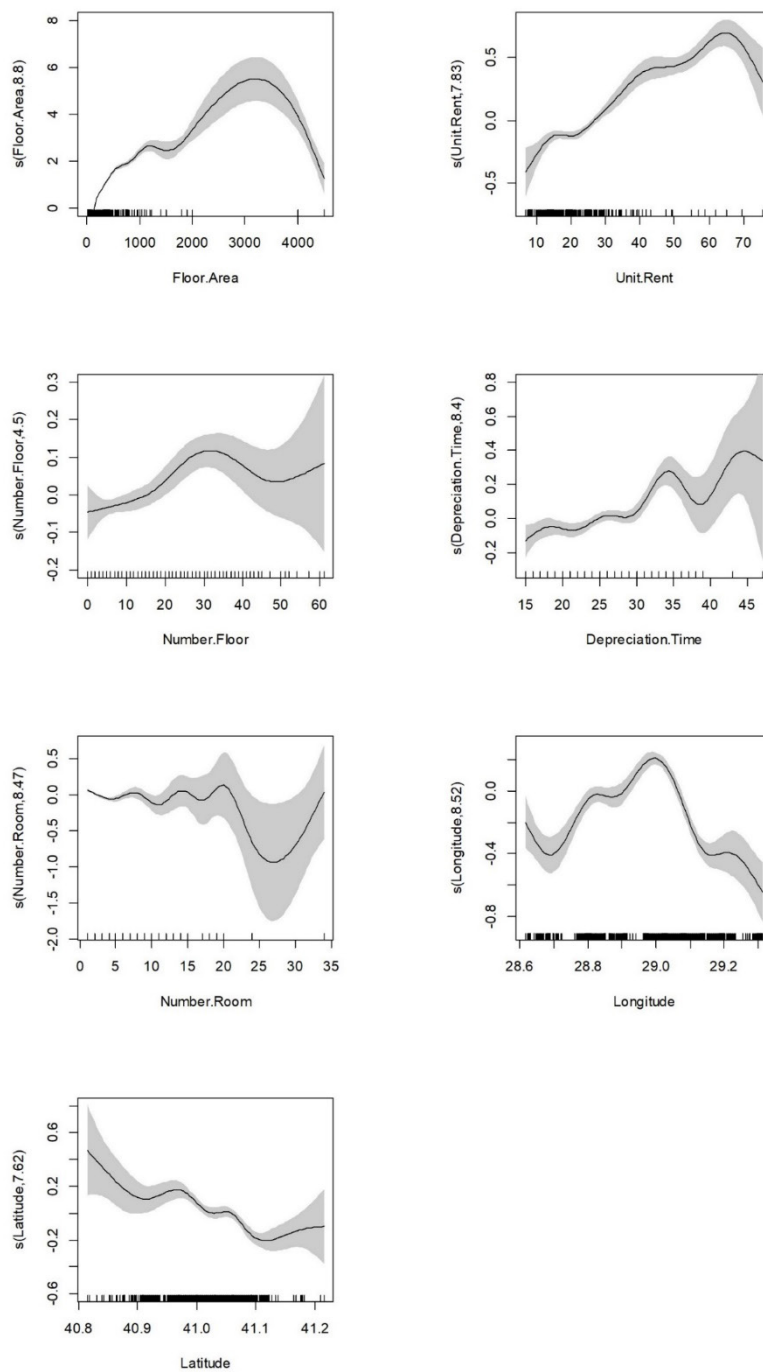 s(Floor.Area,8.8)
8
6
4
2
0
0 1000 2000 3000 4000
Floor.Area
s(Unit.Rent,7.83)
0.5
0.0
-0.5
10 20 30 40 50 60 70
Unit.Rent
s(Number.Floor,4.5)
0.3
0.2
0.1
0.0
-0.1
-0.2
0 10 20 30 40 50 60
Number.Floor
s(Depreciation.Time,8.4)
0.8
0.6
0.4
0.2
0.0
-0.2
15 20 25 30 35 40 45
Depreciation.Time
s(Number.Room,8.47)
0.5
0.0
-0.5
-1.0
-1.5
-2.0
0 5 10 15 20 25 30 35
Number.Room
s(Longitude,8.52)
0.0
-0.4
-0.8
28.6 28.8 29.0 29.2
Longitude
s(Latitude,7.62)
0.6
0.2
-0.2
-0.6
40.8 40.9 41.0 41.1 41.2
Latitude